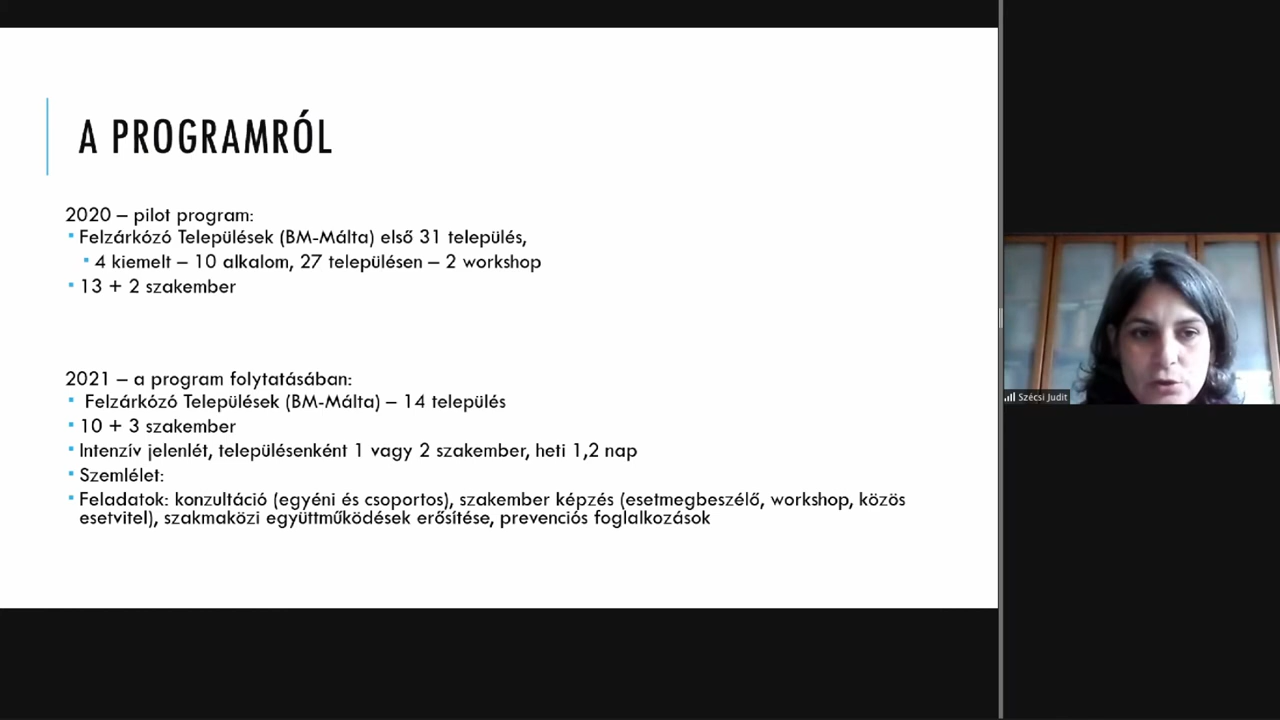 A PROGRAMRÓL
2020 – pilot program:
▪ Felzárkózó Települések (BM-Málta) első 31 település,
▪ 4 kiemelt – 10 alkalom, 27 településen – 2 workshop
▪ 13 + 2 szakember
2021 – a program folytatásában:
▪ Felzárkózó Települések (BM-Málta) – 14 település
▪ 10 + 3 szakember
▪ Intenzív jelenlét, településenként 1 vagy 2 szakember, heti 1,2 nap
▪ Szemlélet:
▪ Feladatok: konzultáció (egyéni és csoportos), szakember képzés (esetmegbeszélő, workshop, közös
esetvitel), szakmaközi együttműködések erősítése, prevenciós foglalkozások
Szécsi Judit